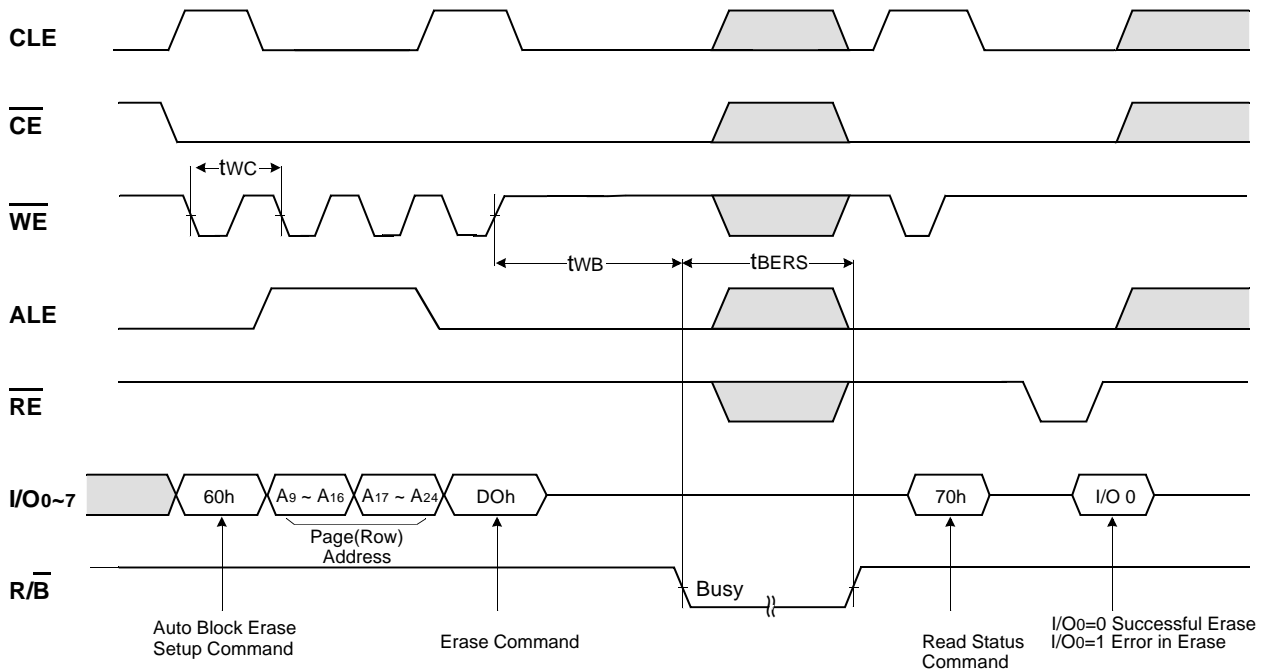 CLE
CE
tWC
WE
tWB
tBERS
ALE
RE
I/O0~7
60h
A9 ~ A16
A17 ~ A24
DOh
70h
I/O 0
Page(Row)
Address
R/B
Busy
Auto Block Erase
Setup Command
Erase Command
Read Status
Command
I/O0=0 Successful Erase
I/O0=1 Error in Erase